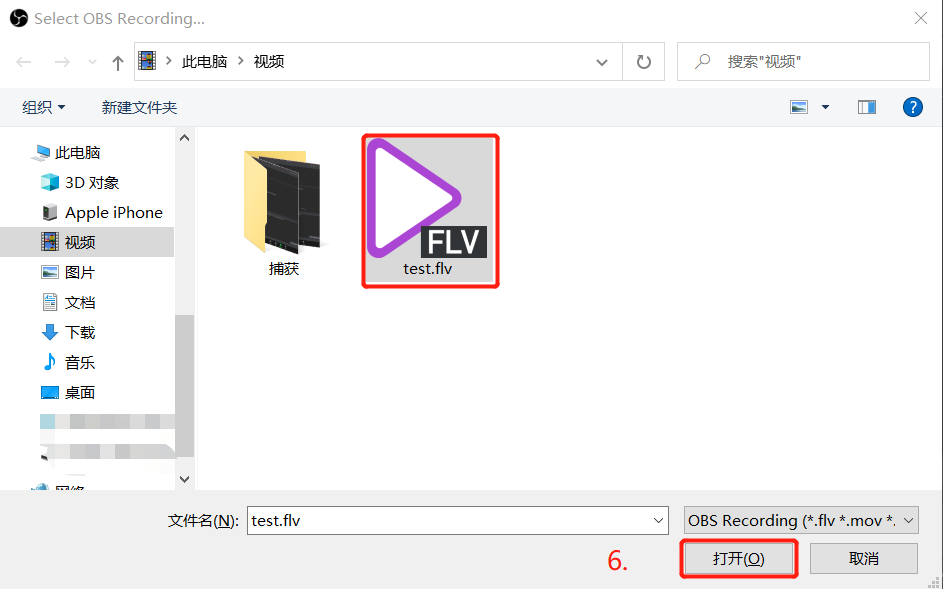 Select OBS Recording...
此电脑 视频
搜索"视频"
组织
新建文件夹
?
此电脑
3D 对象
Apple iPhone
视频
图片
文档
下载
音乐
桌面
网络
捕获
FLV
test.flv
文件名(N):
test.flv
OBS Recording (*.flv *.mov *.
6.
打开(O)
取消